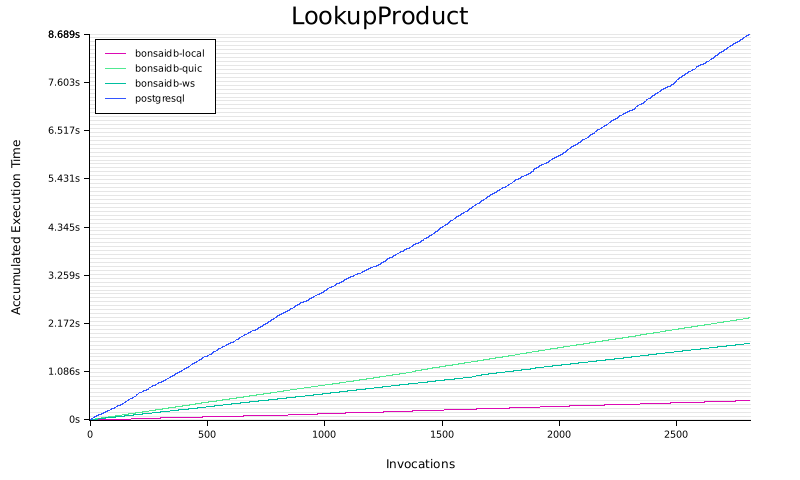 LookupProduct
8.689s
7.603s
6.517s
5.431s
4.345s
3.259s
2.172s
1.086s
0s
Accumulated Execution Time
bonsaidb-local
bonsaidb-quic
bonsaidb-ws
postgresql
0
500
1000
1500
2000
2500
Invocations